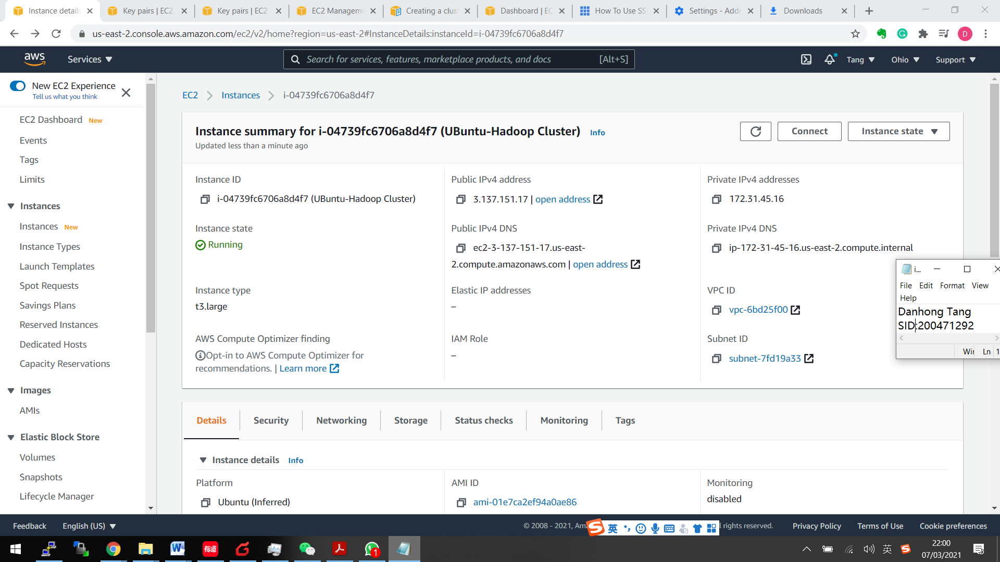 Instance details
Key pairs | EC2
Key pairs | EC2
EC2 Manageme
Creating a clus
Dashboard | EC
How To Use SS
Settings - Addr
Downloads
us-east-2.console.aws.amazon.com/ec2/v2/home?region=us-east-2#InstanceDetails:instanceId=i-04739fc6706a8d4f7
D
aws
Services
Search for services, features, marketplace products, and docs
[Alt+S]
Tang
Ohio
Support
New EC2 Experience
Tell us what you think
EC2 Dashboard New
Events
Tags
Limits
Instances
Instances New
Instance Types
Launch Templates
Spot Requests
Savings Plans
Reserved Instances
Dedicated Hosts
Capacity Reservations
Images
AMIs
Elastic Block Store
Volumes
Snapshots
Lifecycle Manager
EC2
Instances
i-04739fc6706a8d4f7
Instance summary for i-04739fc6706a8d4f7 (UBuntu-Hadoop Cluster) Info
Updated less than a minute ago
Connect
Instance state
Instance ID
i-04739fc6706a8d4f7 (UBuntu-Hadoop Cluster)
Public IPv4 address
3.137.151.17 | open address
Private IPv4 addresses
172.31.45.16
Instance state
Running
Public IPv4 DNS
ec2-3-137-151-17.us-east-
2.compute.amazonaws.com | open address
Private IPv4 DNS
ip-172-31-45-16.us-east-2.compute.internal
Instance type
t3.large
Elastic IP addresses
–
VPC ID
vpc-6bd25f00
AWS Compute Optimizer finding
Opt-in to AWS Compute Optimizer for
recommendations. | Learn more
IAM Role
–
Subnet ID
subnet-7fd19a33
i...
File Edit Format View
Help
Danhong Tang
SID:200471292
Wir
Ln 1
Details
Security
Networking
Storage
Status checks
Monitoring
Tags
Instance details Info
Platform
Ubuntu (Inferred)
AMI ID
ami-01e7ca2ef94a0ae86
Monitoring
disabled
Feedback
English (US)
© 2008 - 2021, Am
英
l rights reserved.
Privacy Policy
Terms of Use
Cookie preferences
有道
1
英
22:00
07/03/2021